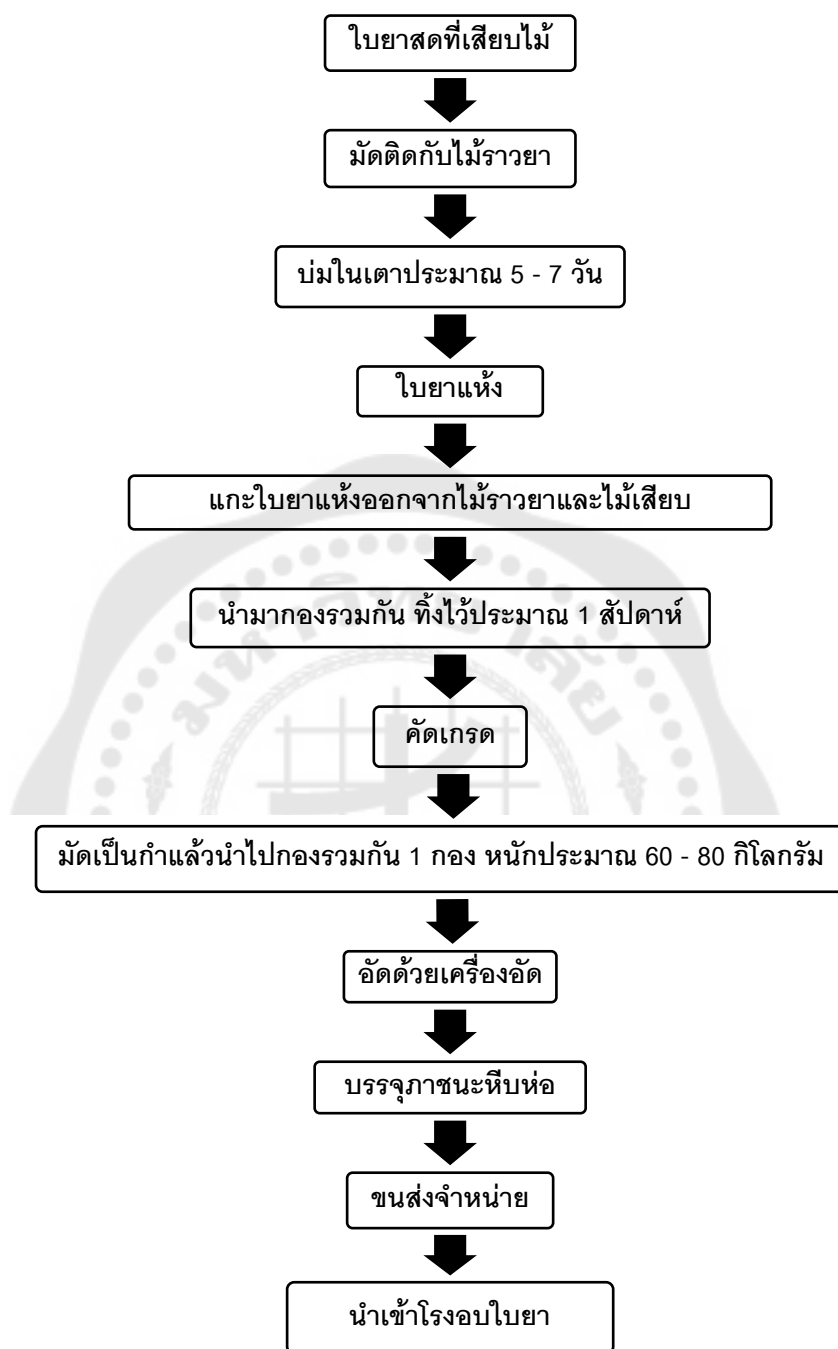 ใบยาสดที่เสียบไม้
มัดติดกับไม้ราวยา
บ่มในเตาประมาณ 5 - 7 วัน
ใบยาแห้ง
แกะใบยาแห้งออกจากไม้ราวยาและไม้เสียบ
นำมากองรวมกัน ทิ้งไว้ประมาณ 1 สัปดาห์
คัดเกรด
มัดเป็นกำแล้วนำไปกองรวมกัน 1 กอง หนักประมาณ 60 - 80 กิโลกรัม
อัดด้วยเครื่องอัด
บรรจุภาชนะหีบห่อ
ขนส่งจำหน่าย
นำเข้าโรงอบใบยา
มหาวิทยาลัย